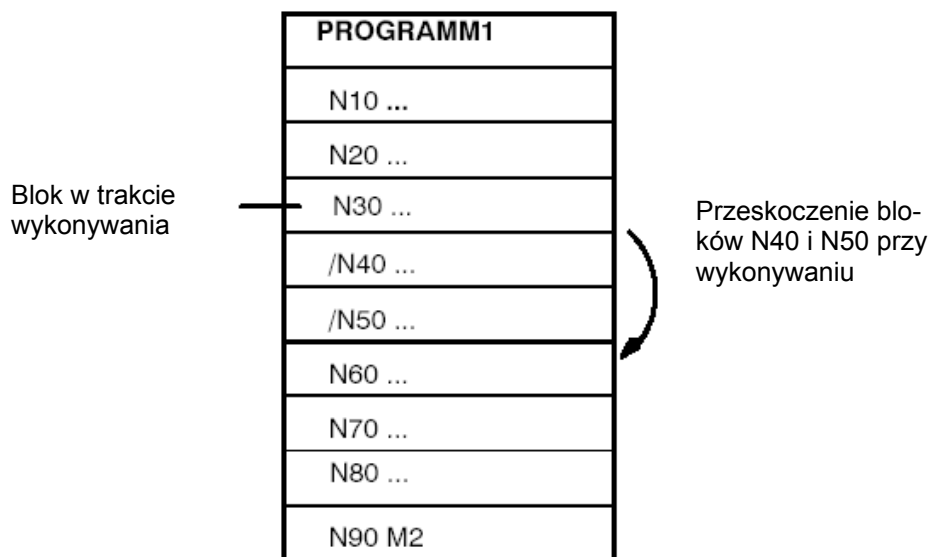 PROGRAMM1
N10 ...
N20 ...
Blok w trakcie
wykonywania
N30 ...
/N40 ...
/N50 ...
Przeskoczenie blo-
ków N40 i N50 przy
wykonywaniu
N60 ...
N70 ...
N80 ...
N90 M2